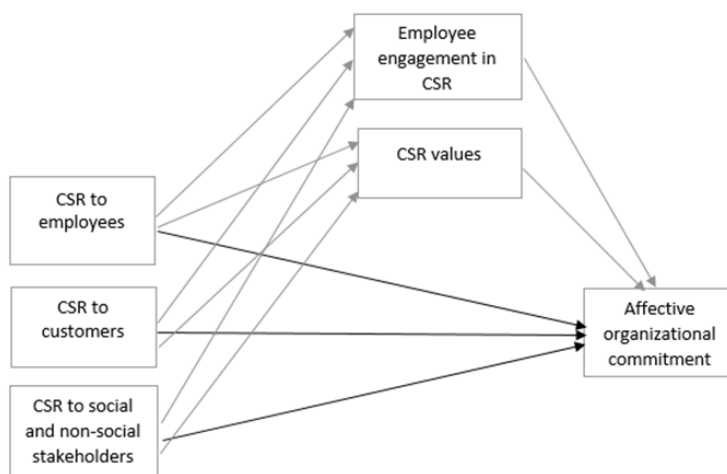 Employee
engagement in
CSR
CSR values
CSR to
employees
CSR to
customers
CSR to social
and non-social
stakeholders
Affective
organizational
commitment